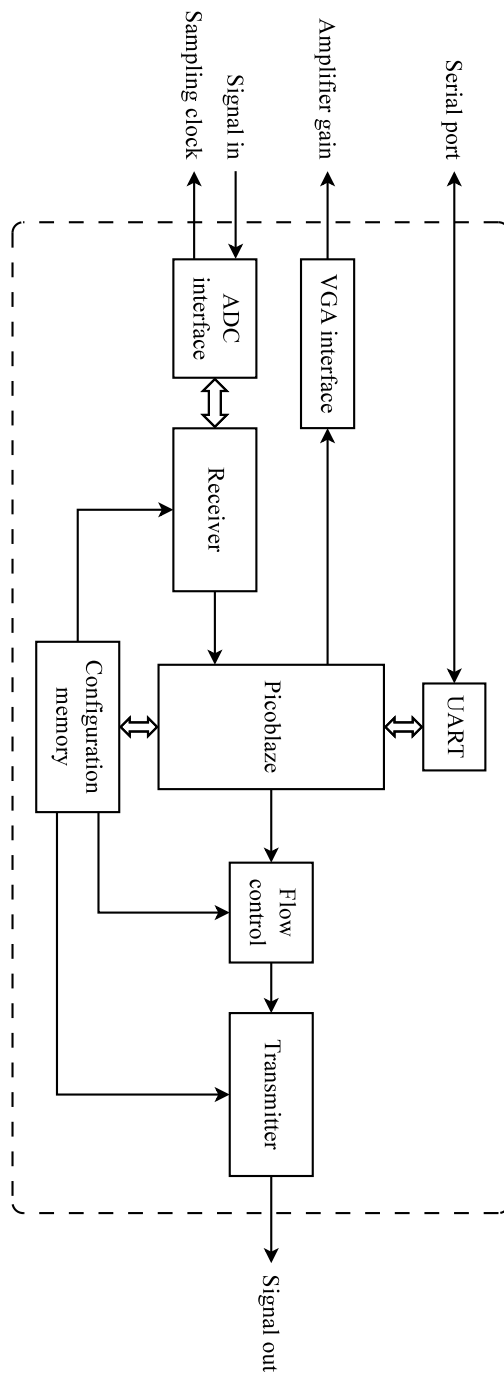 Serial port
UART
Amplifier gain
VGA interface
Signal in
Sampling clock
ADC
interface
Receiver
Picoblaze
Flow
control
Transmitter
Signal out
Configuration
memory